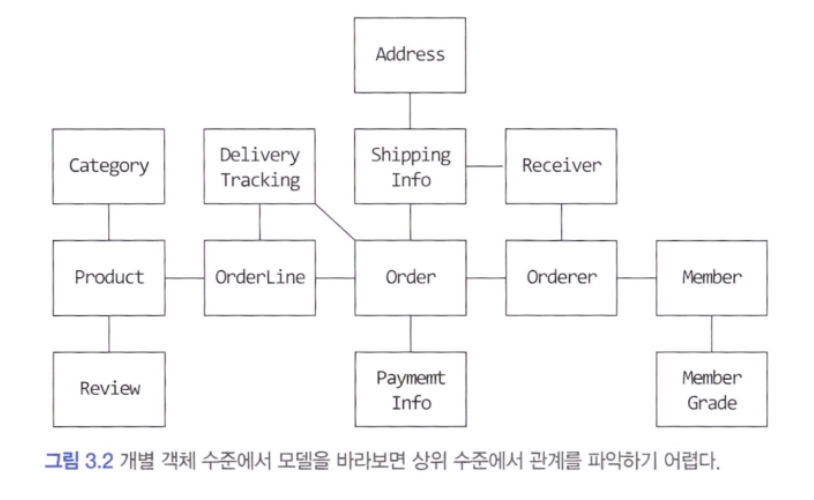 Address
Category
Delivery
Tracking
Shipping
Info
Receiver
Product
OrderLine
Order
Orderer
Member
Review
Paymemt
Info
Member
Grade
그림 3.2 개별 객체 수준에서 모델을 바라보면 상위 수준에서 관계를 파악하기 어렵다.